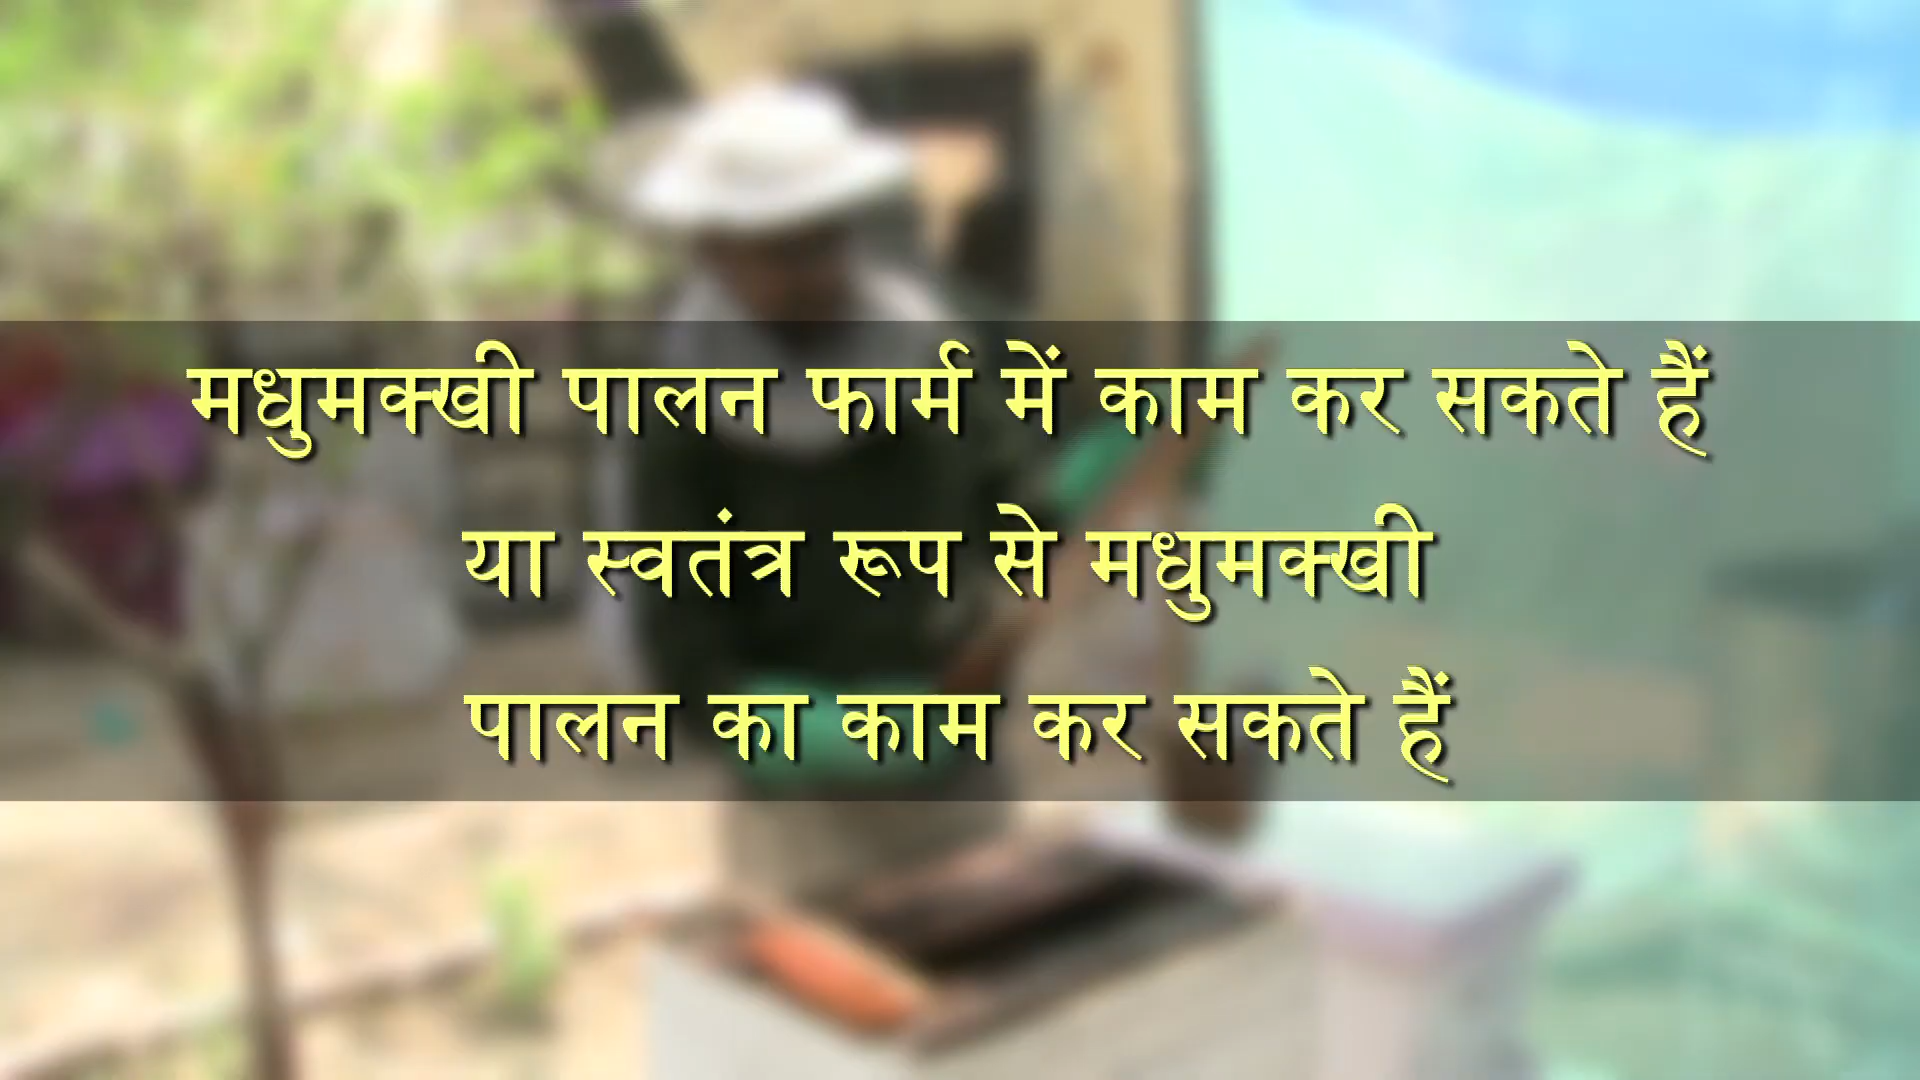 मधुमक्खी पालन फार्म में काम कर सकते हैं
या स्वतंत्र रूप से मधुमक्खी
पालन का काम कर सकते हैं